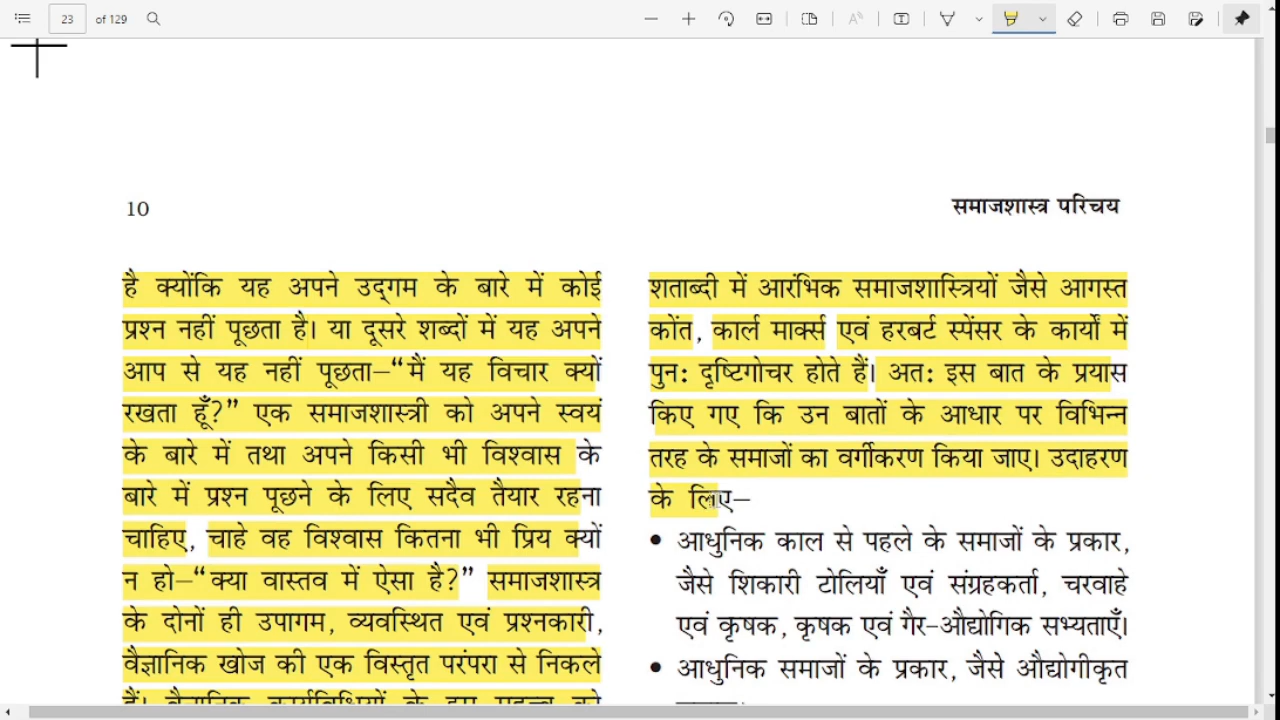 23 of 129
10
समाजशास्त्र परिचय
है क्योंकि यह अपने उद्‌गम के बारे में कोई
प्रश्न नहीं पूछता है। या दूसरे शब्दों में यह अपने
आप से यह नहीं पूछता–“मैं यह विचार क्यों
रखता हूँ?” एक समाजशास्त्री को अपने स्वयं
के बारे में तथा अपने किसी भी विश्वास के
बारे में प्रश्न पूछने के लिए सदैव तैयार रहना
चाहिए, चाहे वह विश्वास कितना भी प्रिय क्यों
न हो–“क्या वास्तव में ऐसा है?” समाजशास्त्र
के दोनों ही उपागम, व्यवस्थित एवं प्रश्नकारी,
वैज्ञानिक खोज की एक विस्तृत परंपरा से निकले
हैं। वैज्ञानिक कार्यविधियों के इस महत्त्व को
शताब्दी में आरंभिक समाजशास्त्रियों जैसे आगस्त
कोंत, कार्ल मार्क्स एवं हरबर्ट स्पेंसर के कार्यों में
पुन: दृष्टिगोचर होते हैं। अत: इस बात के प्रयास
किए गए कि उन बातों के आधार पर विभिन्न
तरह के समाजों का वर्गीकरण किया जाए। उदाहरण
के लिए–
• आधुनिक काल से पहले के समाजों के प्रकार,
जैसे शिकारी टोलियाँ एवं संग्रहकर्ता, चरवाहे
एवं कृषक, कृषक एवं गैर–औद्योगिक सभ्यताएँ।
• आधुनिक समाजों के प्रकार, जैसे औद्योगीकृत